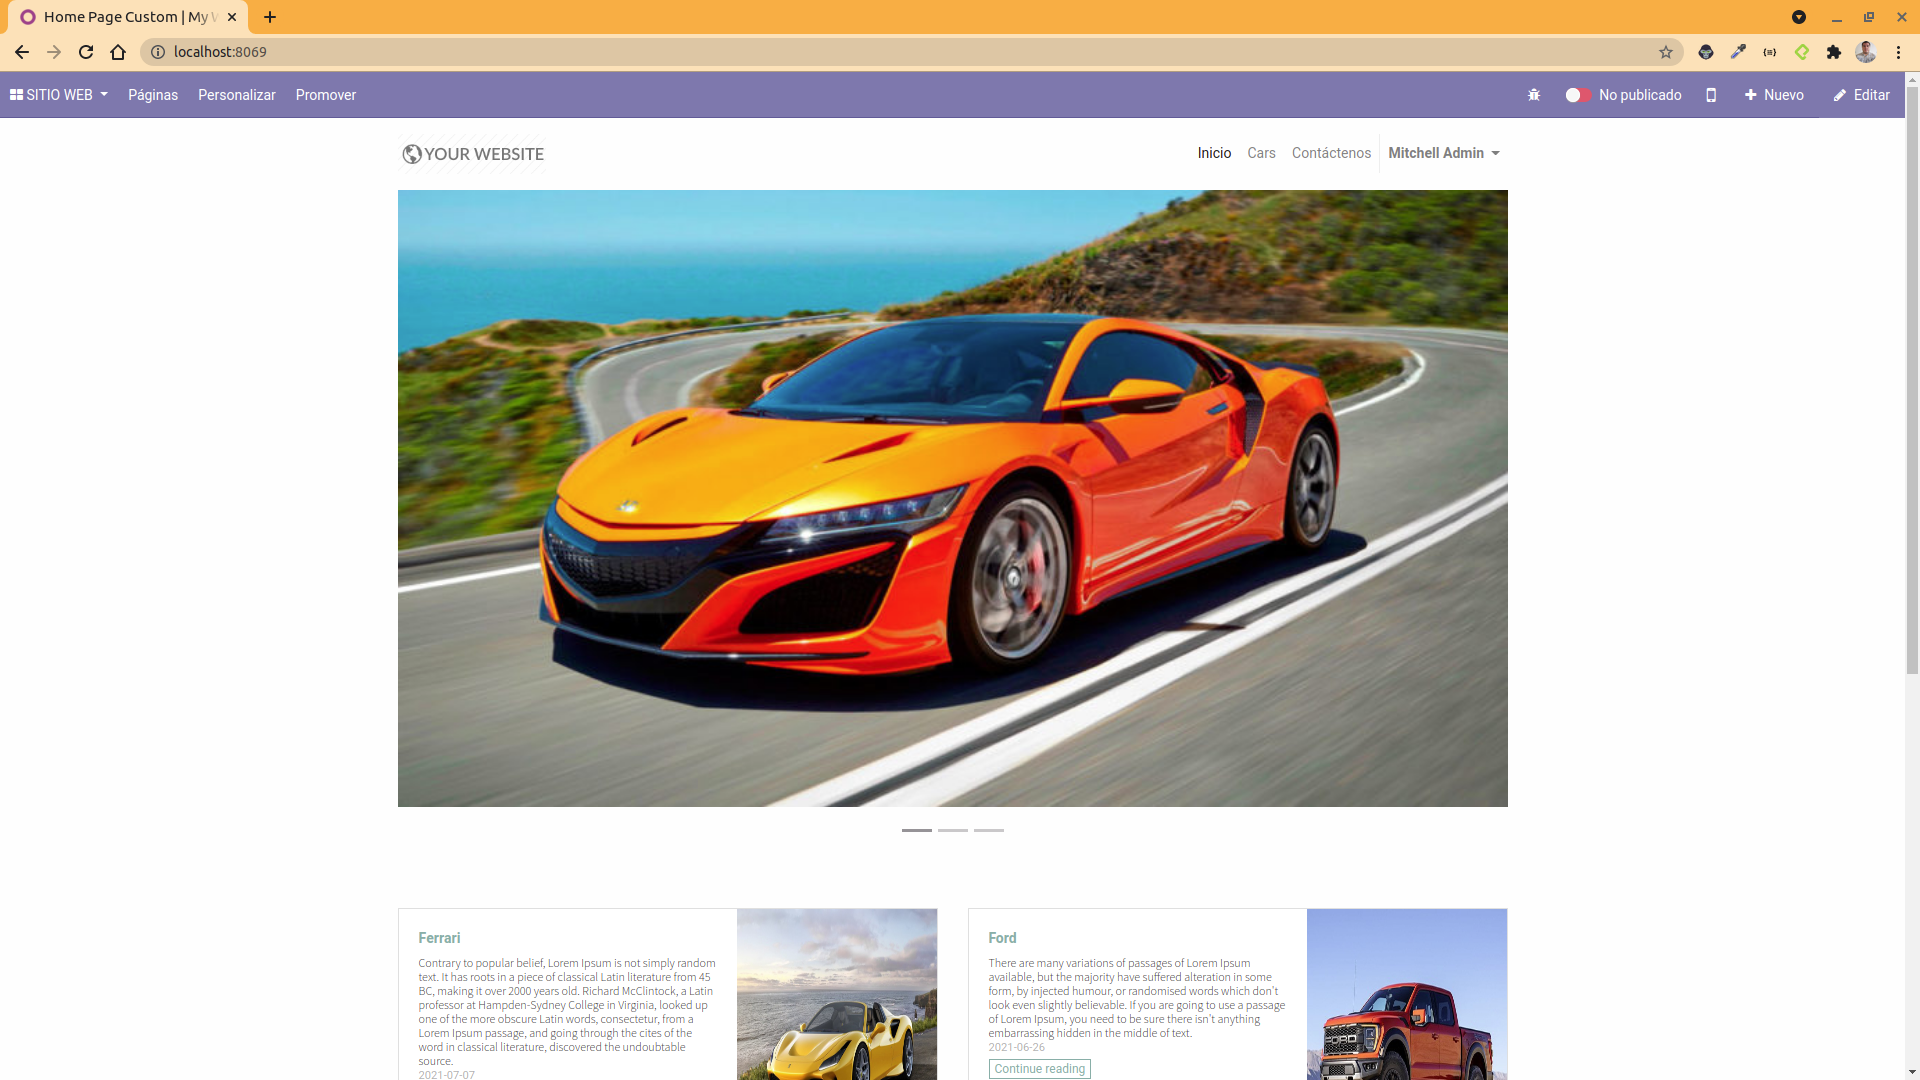 Home Page Custom | My W
localhost:8069
SITIO WEB Páginas Personalizar Promover No publicado Nuevo Editar
YOUR WEBSITE Inicio Cars Contáctenos Mitchell Admin
Ferrari
Contrary to popular belief, Lorem Ipsum is not simply random
text. It has roots in a piece of classical Latin literature from 45
BC, making it over 2000 years old. Richard McClintock, a Latin
professor at Hampden-Sydney College in Virginia, looked up
one of the more obscure Latin words, consectetur, from a
Lorem Ipsum passage, and going through the cites of the
word in classical literature, discovered the undoubtable
source.
2021-07-07
Ford
There are many variations of passages of Lorem Ipsum
available, but the majority have suffered alteration in some
form, by injected humour, or randomised words which don't
look even slightly believable. If you are going to use a passage
of Lorem Ipsum, you need to be sure there isn't anything
embarrassing hidden in the middle of text.
2021-06-26
Continue reading
FORD